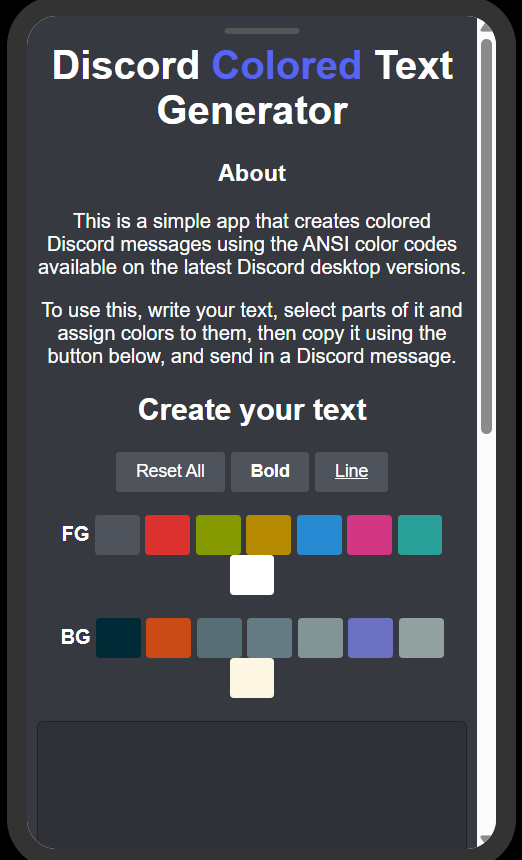 Discord Colored Text
Generator
About
This is a simple app that creates colored
Discord messages using the ANSI color codes
available on the latest Discord desktop versions.
To use this, write your text, select parts of it and
assign colors to them, then copy it using the
button below, and send in a Discord message.
Create your text
Reset All Bold Line
FG
BG